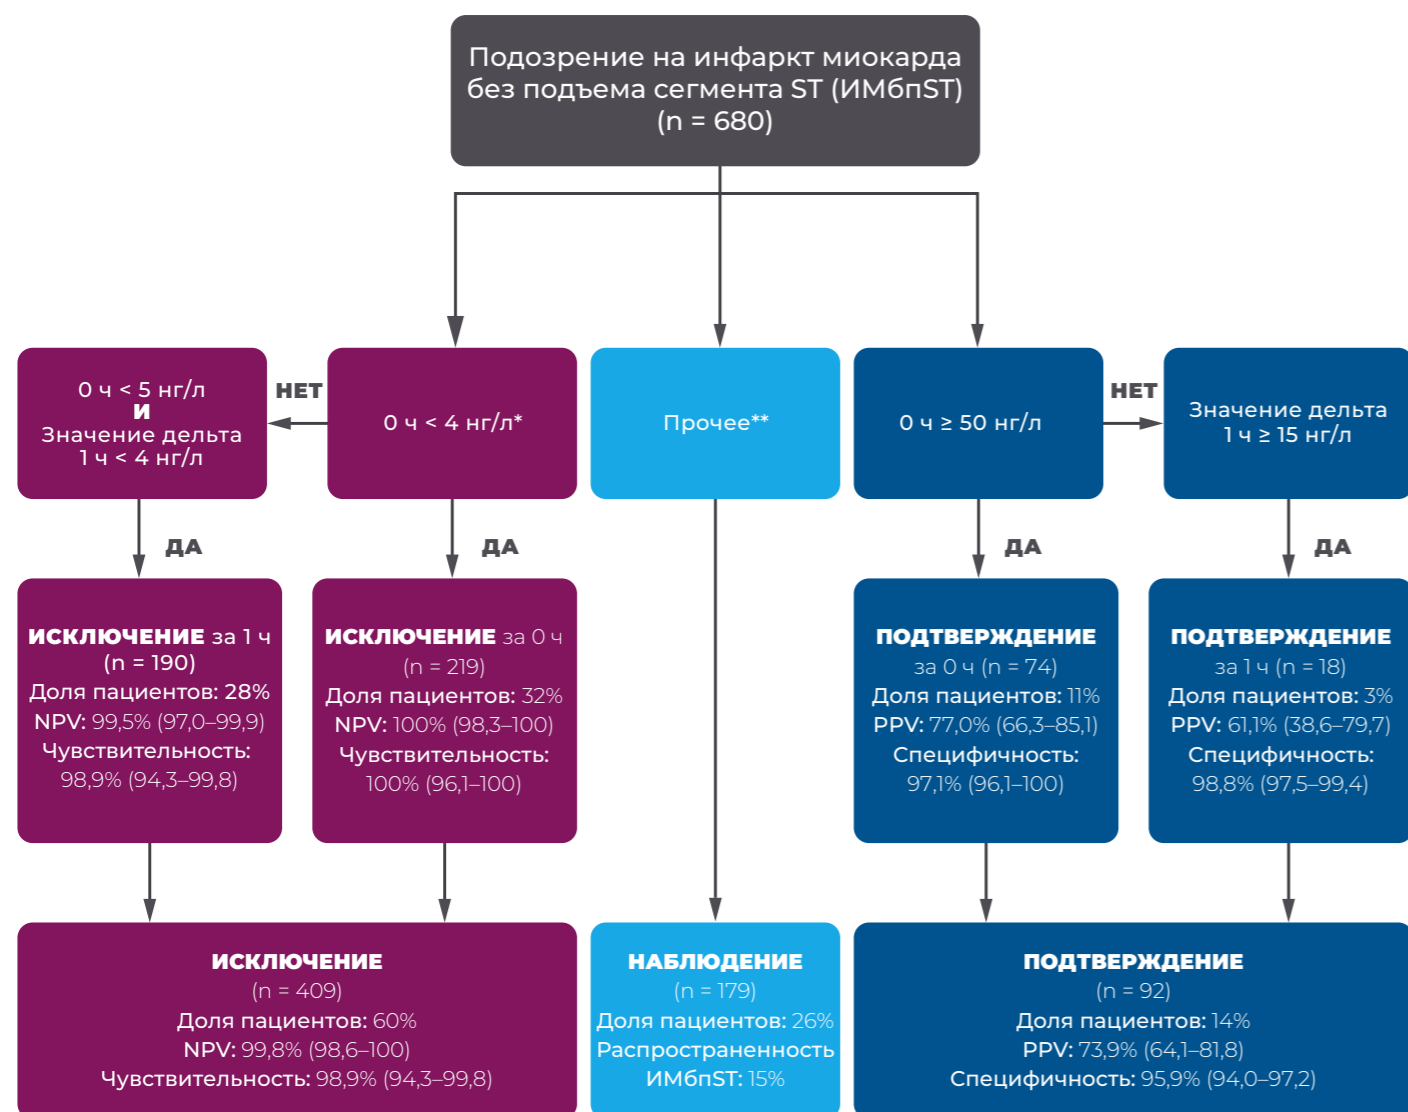 Подозрение на инфаркт миокарда
без подъема сегмента ST (ИМбпST)
(n = 680)
0 ч < 5 нг/л
И
Значение дельта
1 ч < 4 нг/л
НЕТ
0 ч < 4 нг/л*
Прочее**
0 ч ≥ 50 нг/л
НЕТ
Значение дельта
1 ч ≥ 15 нг/л
ДА
ДА
ДА
ДА
ИСКЛЮЧЕНИЕ за 1 ч
(n = 190)
Доля пациентов: 28%
NPV: 99,5% (97,0–99,9)
Чувствительность:
98,9% (94,3–99,8)
ИСКЛЮЧЕНИЕ за 0 ч
(n = 219)
Доля пациентов: 32%
NPV: 100% (98,3–100)
Чувствительность:
100% (96,1–100)
ПОДТВЕРЖДЕНИЕ
за 0 ч (n = 74)
Доля пациентов: 11%
PPV: 77,0% (66,3–85,1)
Специфичность:
97,1% (96,1–100)
ПОДТВЕРЖДЕНИЕ
за 1 ч (n = 18)
Доля пациентов: 3%
PPV: 61,1% (38,6–79,7)
Специфичность:
98,8% (97,5–99,4)
ИСКЛЮЧЕНИЕ
(n = 409)
Доля пациентов: 60%
NPV: 99,8% (98,6–100)
Чувствительность: 98,9% (94,3–99,8)
НАБЛЮДЕНИЕ
(n = 179)
Доля пациентов: 26%
Распространенность
ИМбпST: 15%
ПОДТВЕРЖДЕНИЕ
(n = 92)
Доля пациентов: 14%
PPV: 73,9% (64,1–81,8)
Специфичность: 95,9% (94,0–97,2)